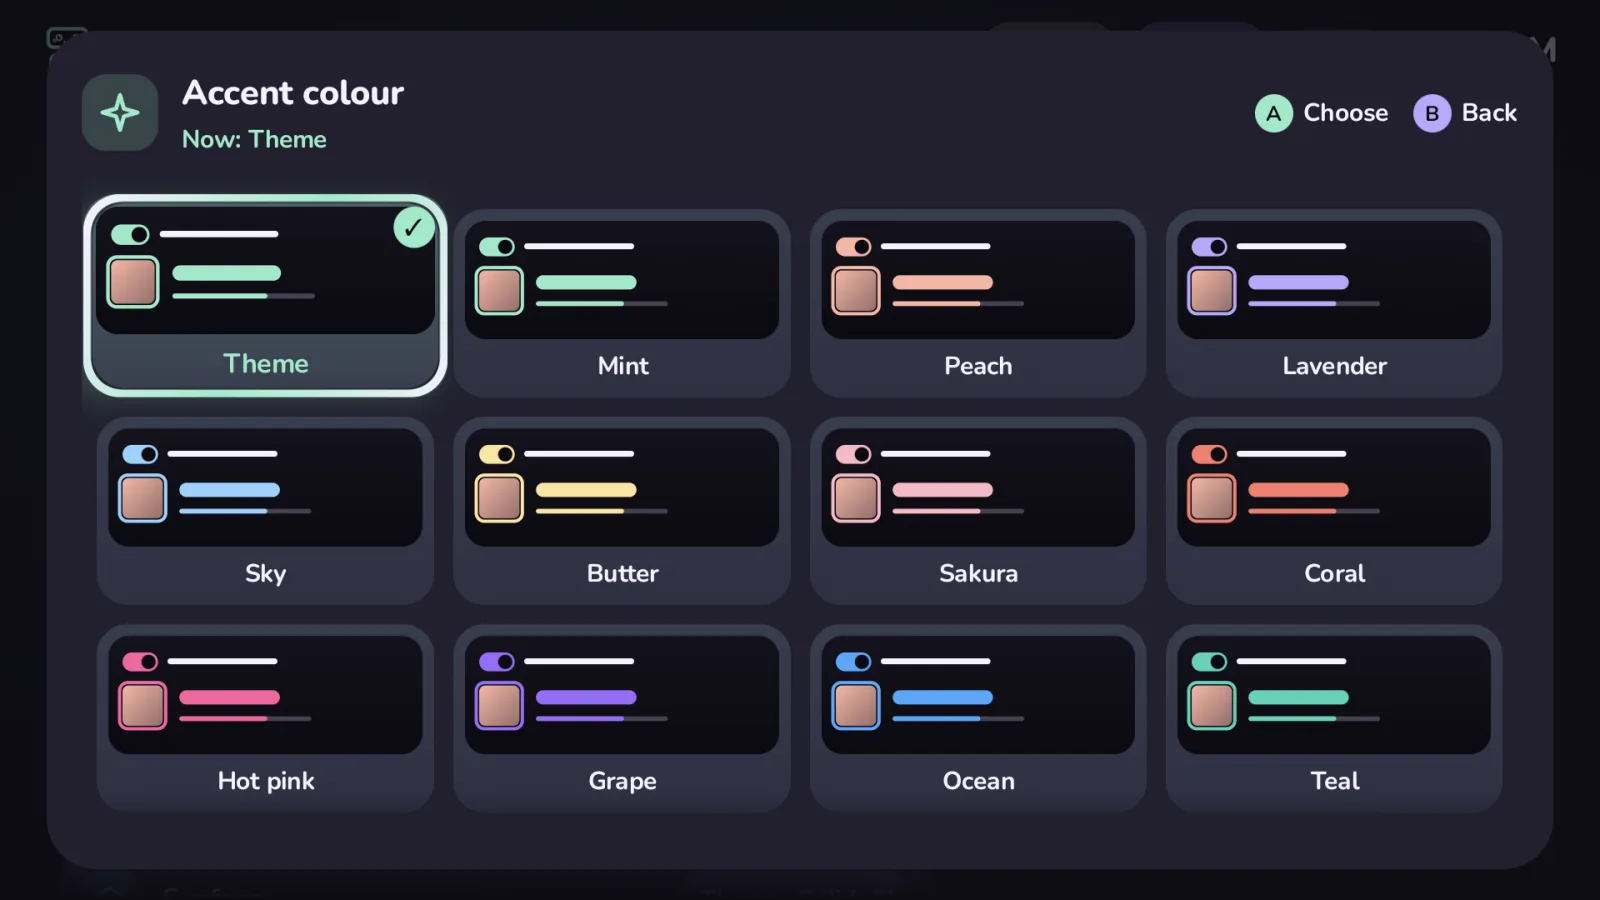 Accent colour
Now: Theme
A Choose
B Back
Theme
Mint
Peach
Lavender
Sky
Butter
Sakura
Coral
Hot pink
Grape
Ocean
Teal